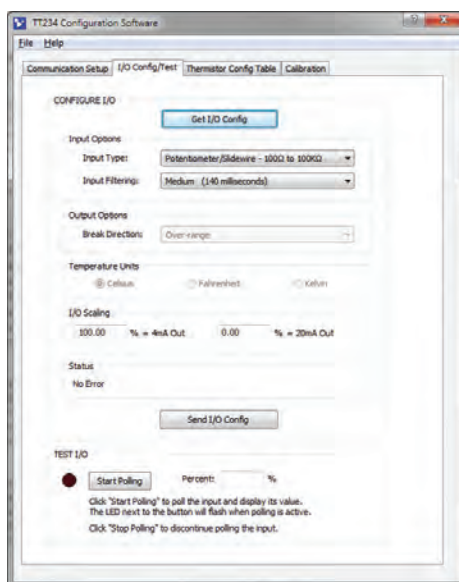 TT234 Configuration Software
File Help
Communication Setup I/O Config/Test Thermistor Config Table Calibration
CONFIGURE I/O
Get I/O Config
Input Options
Input Type: Potentiometer/Slidewire - 100Ω to 100KΩ
Input Filtering: Medium (140 milliseconds)
Output Options
Break Direction: Over-range
Temperature Units
Celsius Fahrenheit Kelvin
I/O Scaling
100.00 % = 4mA Out 0.00 % = 20mA Out
Status
No Error
Send I/O Config
TEST I/O
Start Polling Percent: %
Click "Start Polling" to poll the input and display its value.
The LED next to the button will flash when polling is active.
Click "Stop Polling" to discontinue polling the input.